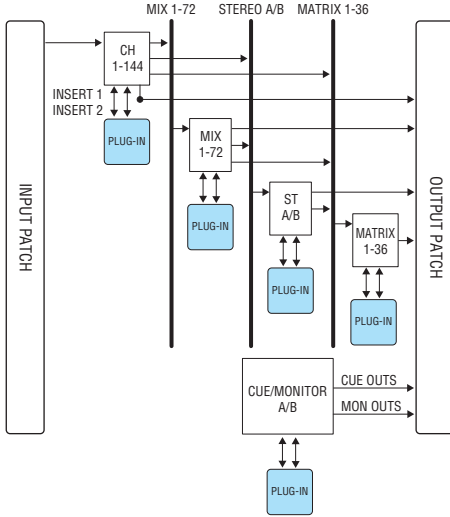 MIX 1-72 STEREO A/B MATRIX 1-36
CH
1-144
INSERT 1
INSERT 2
PLUG-IN
MIX
1-72
PLUG-IN
ST
A/B
PLUG-IN
MATRIX
1-36
PLUG-IN
INPUT PATCH
OUTPUT PATCH
CUE/MONITOR
A/B
CUE OUTS
MON OUTS
PLUG-IN